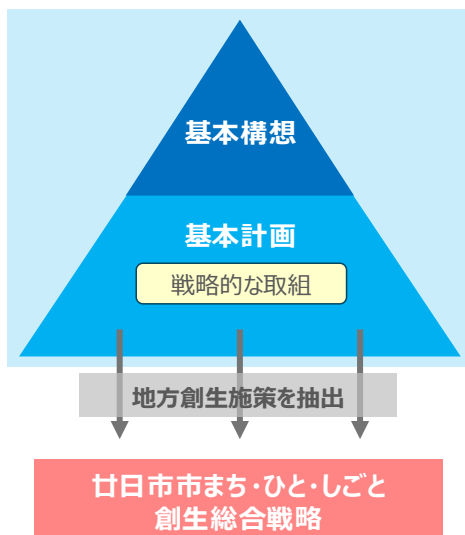 基本構想
基本計画
戦略的な取組
地方創生施策を抽出
廿日市市まち・ひと・しごと
創生総合戦略